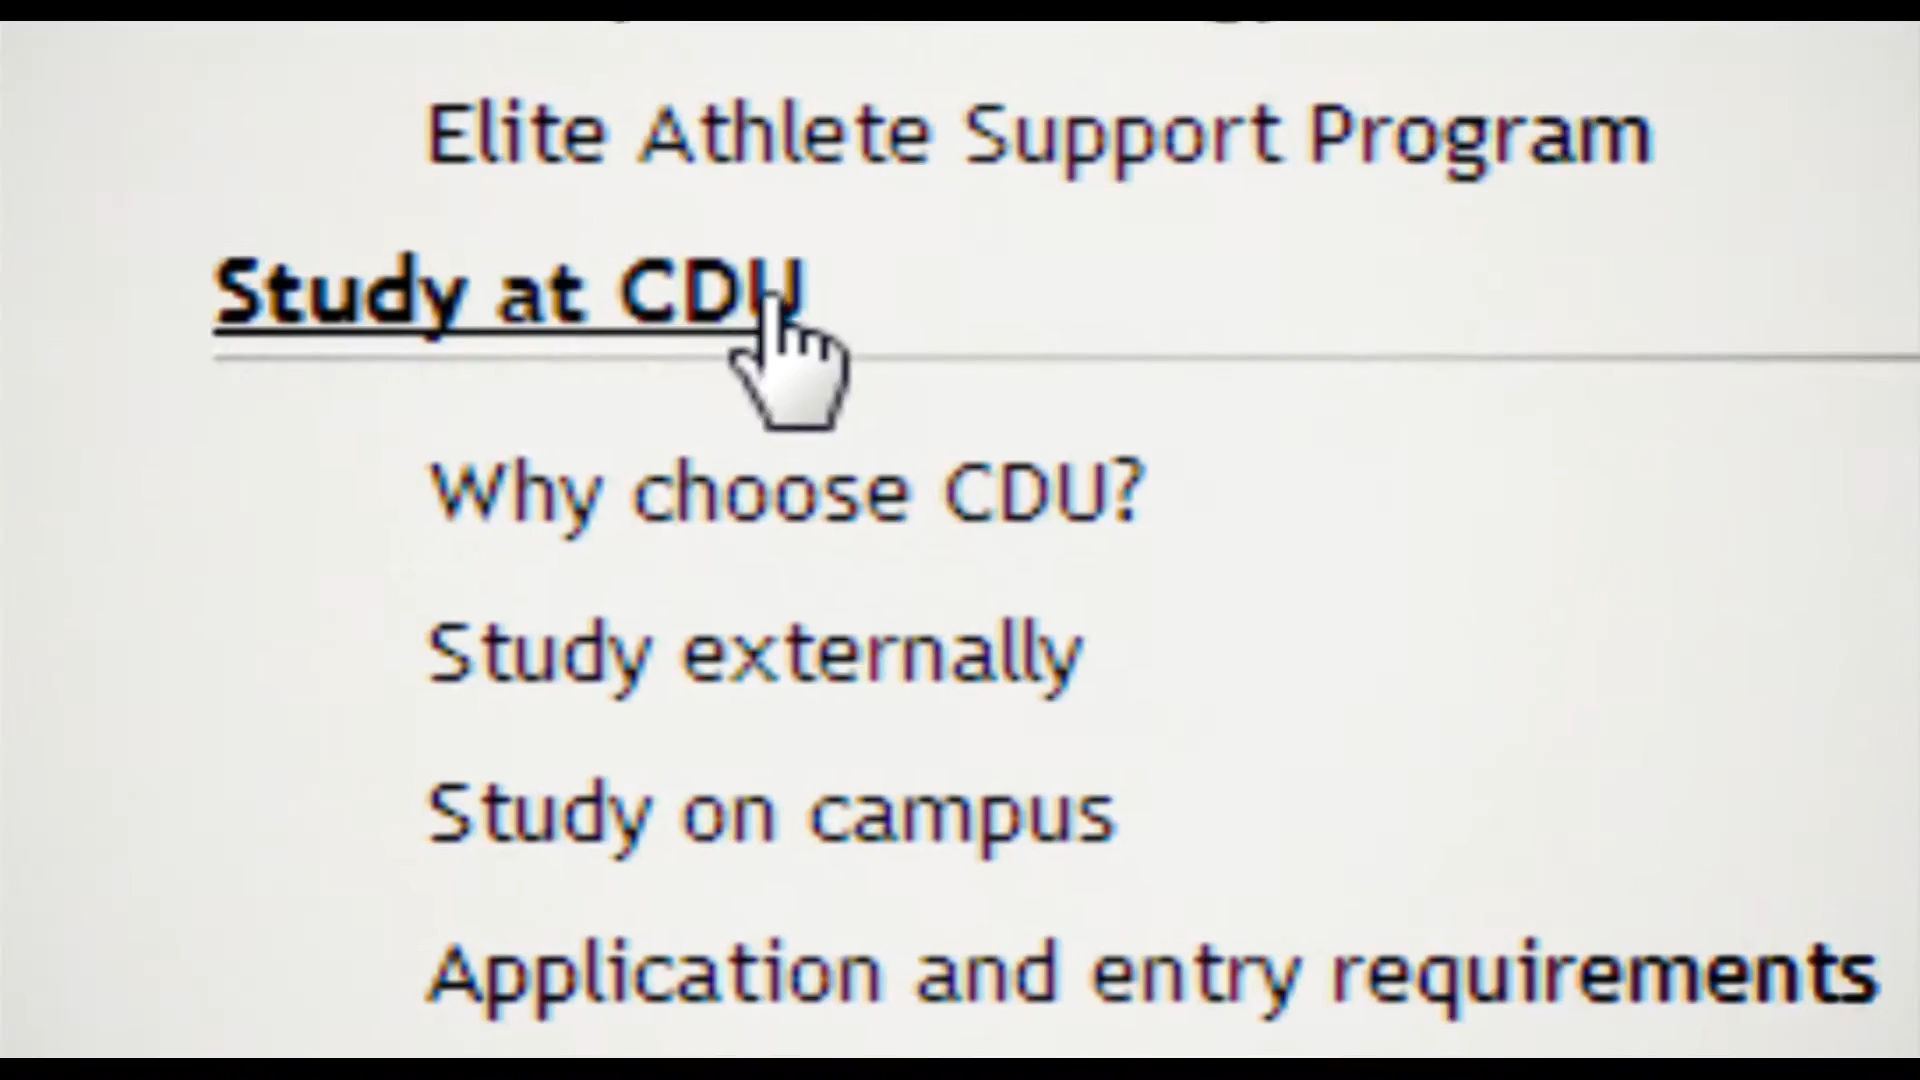 Elite Athlete Support Program
Study at CDU
Why choose CDU?
Study externally
Study on campus
Application and entry requirements